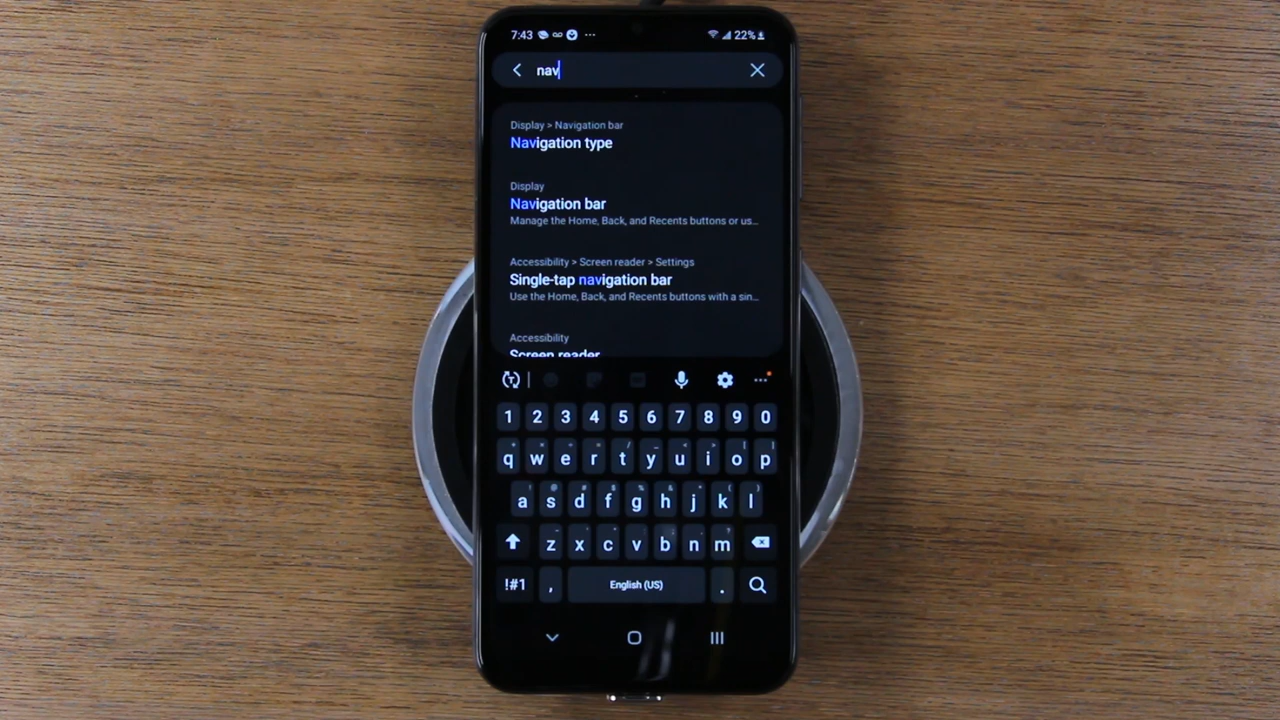 7:43 22%
nav
Display > Navigation bar
Navigation type
Display
Navigation bar
Manage the Home, Back, and Recents buttons or us...
Accessibility > Screen reader > Settings
Single-tap navigation bar
Use the Home, Back, and Recents buttons with a sin...
Accessibility
Screen reader
1 2 3 4 5 6 7 8 9 0
q w e r t y u i o p
a s d f g h j k l
z x c v b n m
!#1 , English (US) .